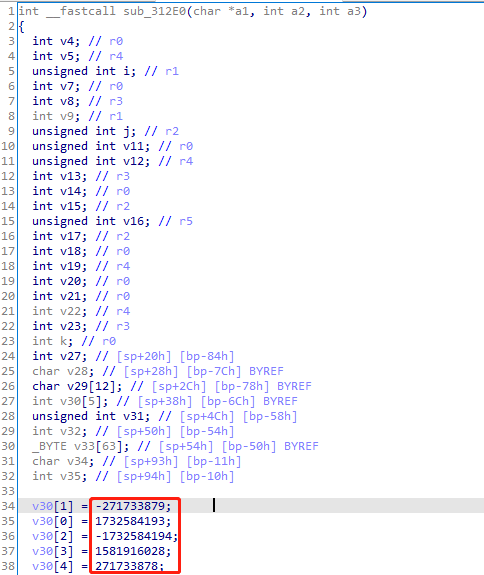 1 int __fastcall sub_312E0(char *a1, int a2, int a3)
2 {
3 int v4; // r0
4 int v5; // r4
5 unsigned int i; // r1
6 int v7; // r0
7 int v8; // r3
8 int v9; // r1
9 unsigned int j; // r2
10 unsigned int v11; // r0
11 unsigned int v12; // r4
12 int v13; // r3
13 int v14; // r0
14 int v15; // r2
15 unsigned int v16; // r5
16 int v17; // r2
17 int v18; // r0
18 int v19; // r4
19 int v20; // r0
20 int v21; // r0
21 int v22; // r4
22 int v23; // r3
23 int k; // r0
24 int v27; // [sp+20h] [bp-84h]
25 char v28; // [sp+28h] [bp-7Ch] BYREF
26 char v29[12]; // [sp+2Ch] [bp-78h] BYREF
27 int v30[5]; // [sp+38h] [bp-6Ch] BYREF
28 unsigned int v31; // [sp+4Ch] [bp-58h]
29 int v32; // [sp+50h] [bp-54h]
30 _BYTE v33[63]; // [sp+54h] [bp-50h] BYREF
31 char v34; // [sp+93h] [bp-11h]
32 int v35; // [sp+94h] [bp-10h]
33
34 v30[1] = -271733879;
35 v30[0] = 1732584193;
36 v30[2] = -1732584194;
37 v30[3] = 1581916028;
38 v30[4] = 271733878;